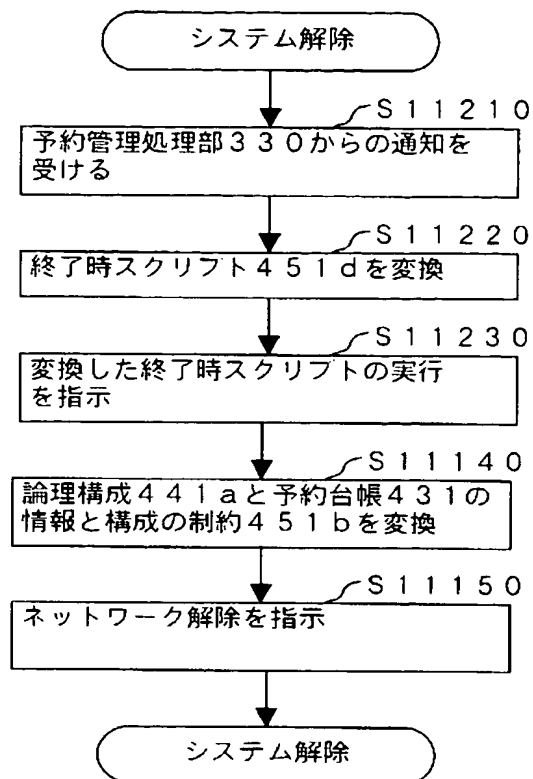 システム解除
S11210
予約管理処理部330からの通知を
受ける
S11220
終了時スクリプト451dを変換
S11230
変換した終了時スクリプトの実行
を指示
S11140
論理構成441aと予約台帳431の
情報と構成の制約451bを変換
S11150
ネットワーク解除を指示
システム解除